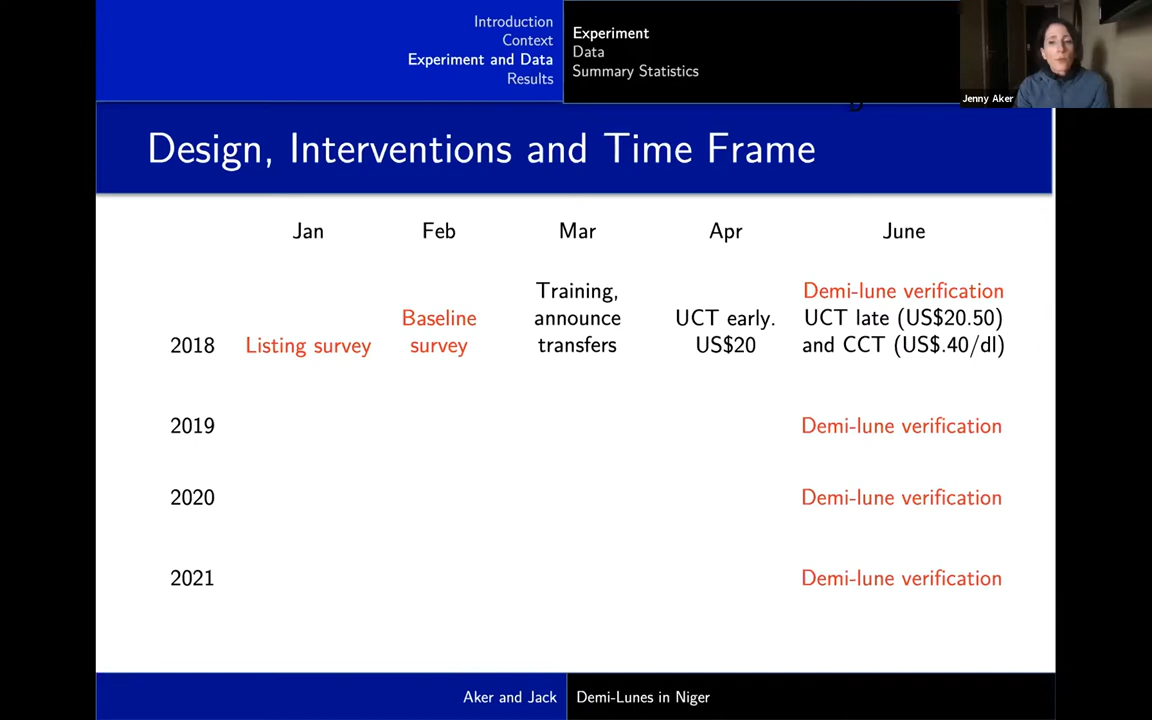 Introduction
Context
Experiment and Data
Results
Experiment
Data
Summary Statistics
Jenny Aker
Design, Interventions and Time Frame
Jan Feb Mar Apr June
Training, Demi-lune verification
Baseline announce UCT early. UCT late (US$20.50)
2018 Listing survey survey transfers US$20 and CCT (US$.40/dl)
2019 Demi-lune verification
2020 Demi-lune verification
2021 Demi-lune verification
Aker and Jack Demi-Lunes in Niger